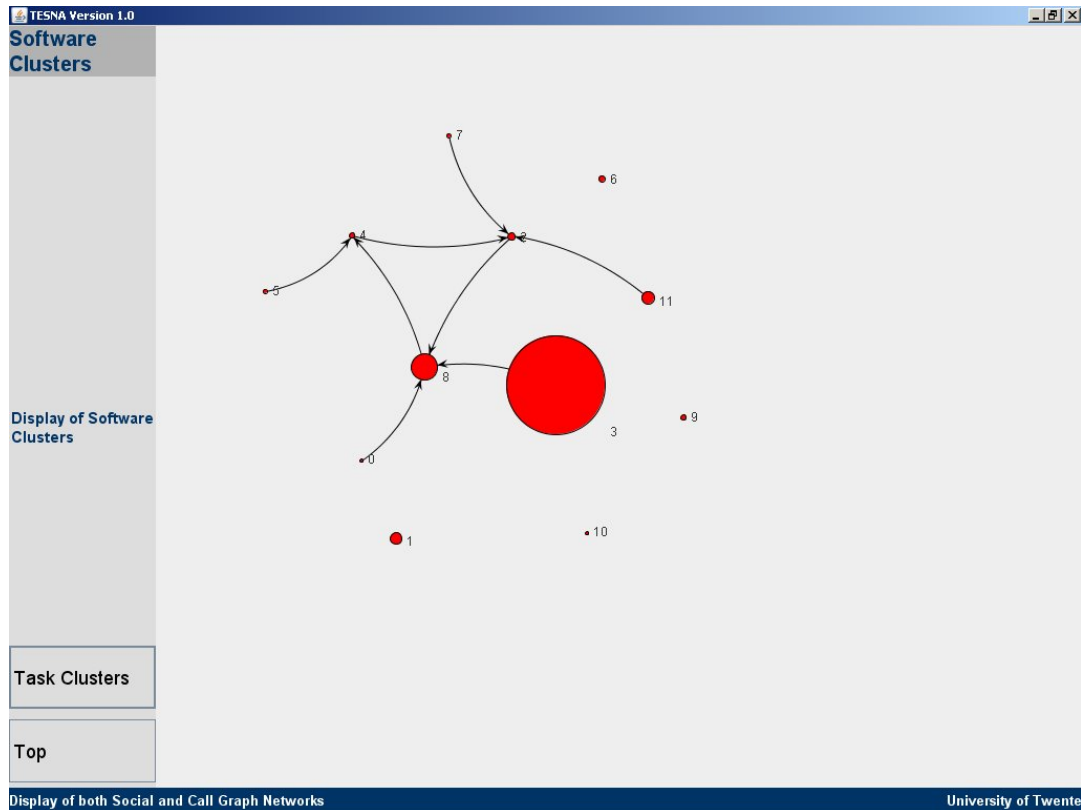 TESNA Version 1.0
Software
Clusters
7
6
4
2
5
11
8
3
9
0
10
1
Display of Software
Clusters
Task Clusters
Top
Display of both Social and Call Graph Networks
University of Twente